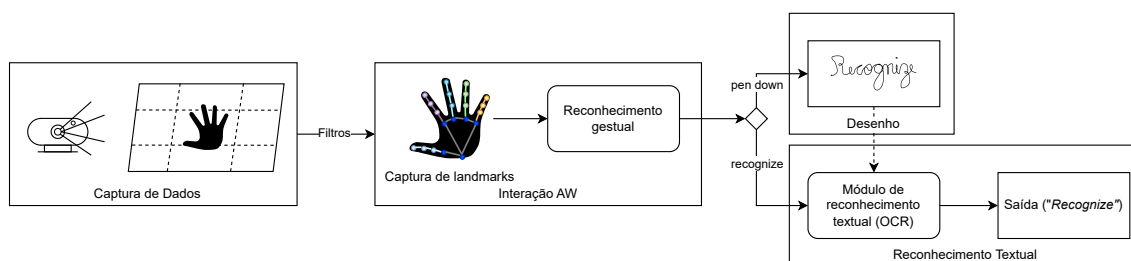 Captura de Dados
Filtros
Captura de landmarks
Reconhecimento
gestual
Interação AW
pen down
recognize
Recognize
Desenho
Módulo de
reconhecimento
textual (OCR)
Saída ("Recognize")
Reconhecimento Textual